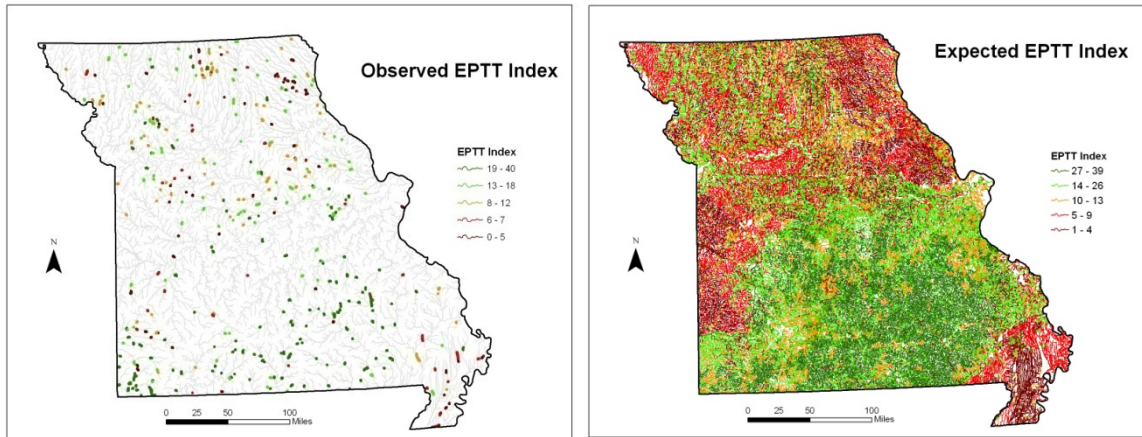 Observed EPTT Index
EPTT Index
19 - 40
13 - 18
8 - 12
6 - 7
0 - 5
N
0 25 50 100
Miles
Expected EPTT Index
EPTT Index
27 - 39
14 - 26
10 - 13
5 - 9
1 - 4
N
0 25 50 100
Miles